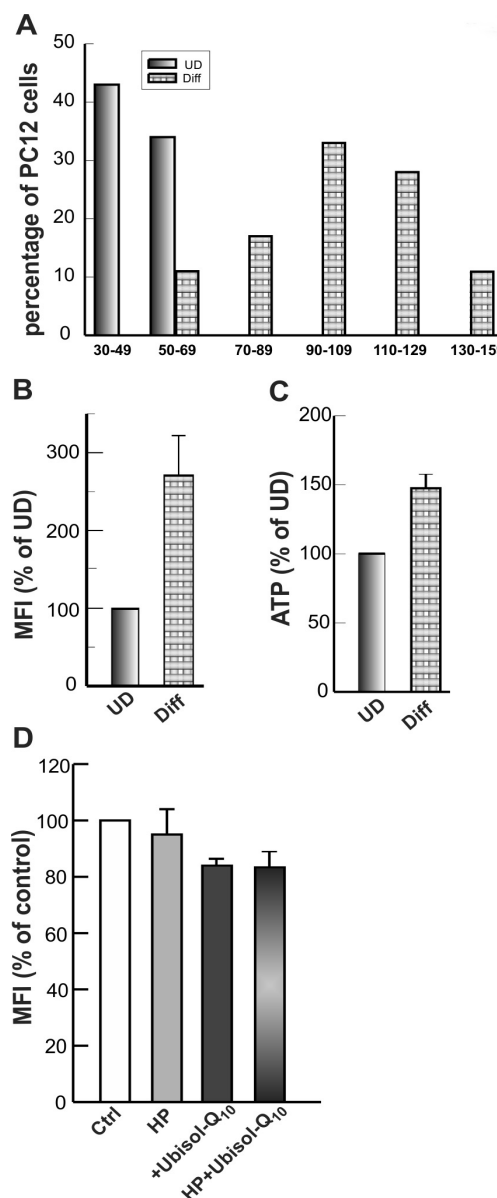 A
percentage of PC12 cells
50
40
30
20
10
0
UD
Diff
30-49 50-69 70-89 90-109 110-129 130-15
B
MFI (% of UD)
300
200
100
0
UD Diff
C
ATP (% of UD)
200
150
100
50
0
UD Diff
D
MFI (% of control)
120
100
80
60
40
20
0
Ctrl HP +Ubisol-Q10 HP+Ubisol-Q10